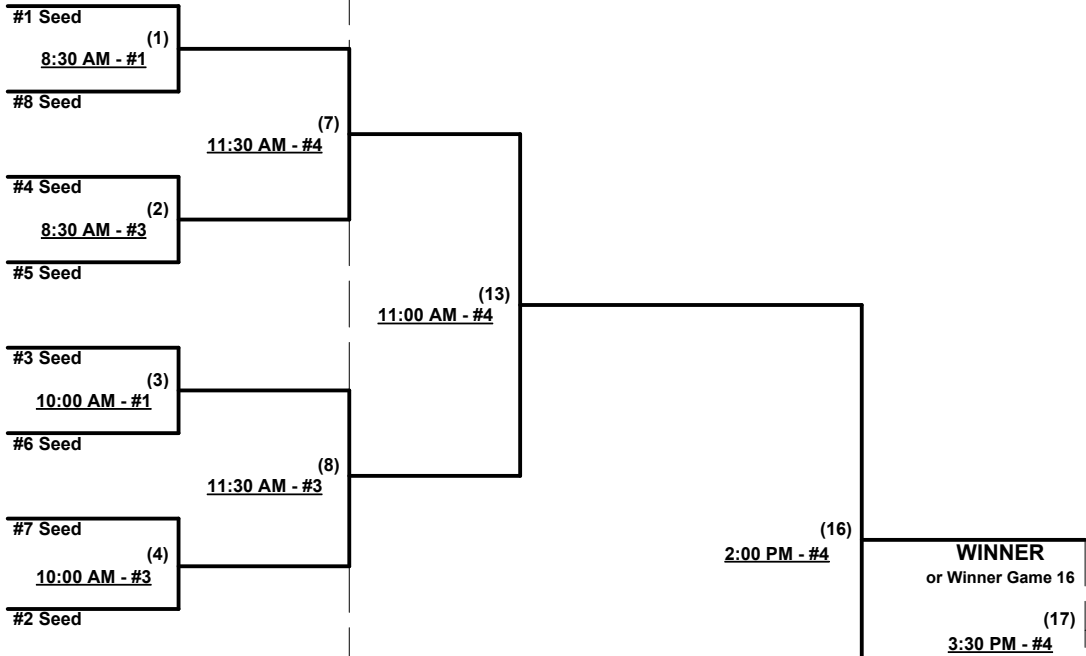 #1 Seed
(1)
8:30 AM - #1
#8 Seed
(7)
11:30 AM - #4
#4 Seed
(2)
8:30 AM - #3
#5 Seed
(13)
11:00 AM - #4
#3 Seed
(3)
10:00 AM - #1
#6 Seed
(8)
11:30 AM - #3
#7 Seed
(4)
10:00 AM - #3
#2 Seed
(16)
2:00 PM - #4
WINNER
or Winner Game 16
(17)
3:30 PM - #4